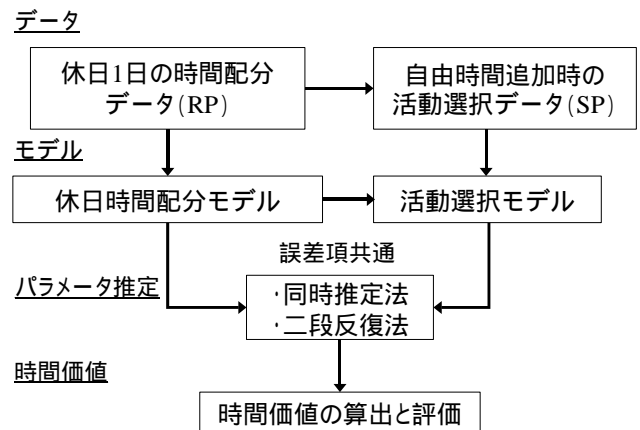 データ
休日1日の時間配分
データ(RP)
自由時間追加時の
活動選択データ(SP)
モデル
休日時間配分モデル
活動選択モデル
誤差項共通
パラメータ推定
･同時推定法
･二段反復法
時間価値
時間価値の算出と評価